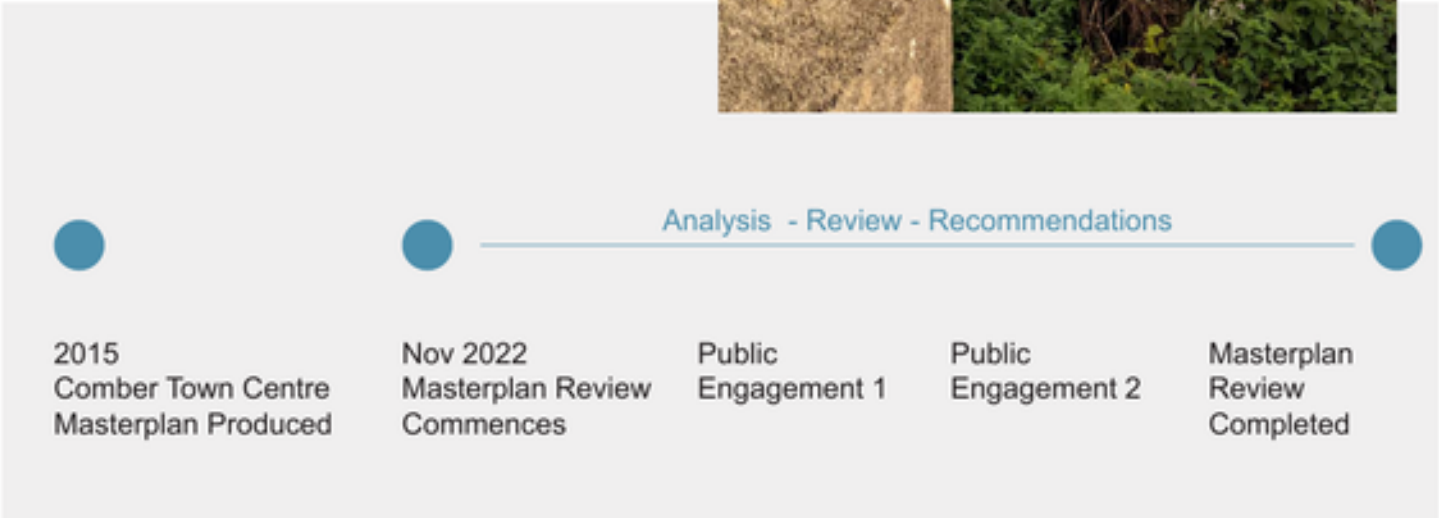 Analysis - Review - Recommendations
2015
Comber Town Centre
Masterplan Produced
Nov 2022
Masterplan Review
Commences
Public
Engagement 1
Public
Engagement 2
Masterplan
Review
Completed